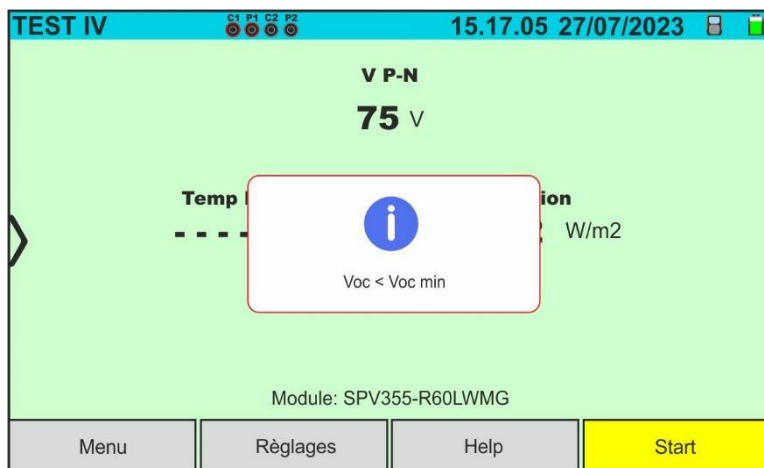 TEST IV C1 P1 C2 P2 15.17.05 27/07/2023
V P-N
75 V
Temp ion
- - - - W/m2
Voc < Voc min
Module: SPV355-R60LWMG
Menu Règlages Help Start